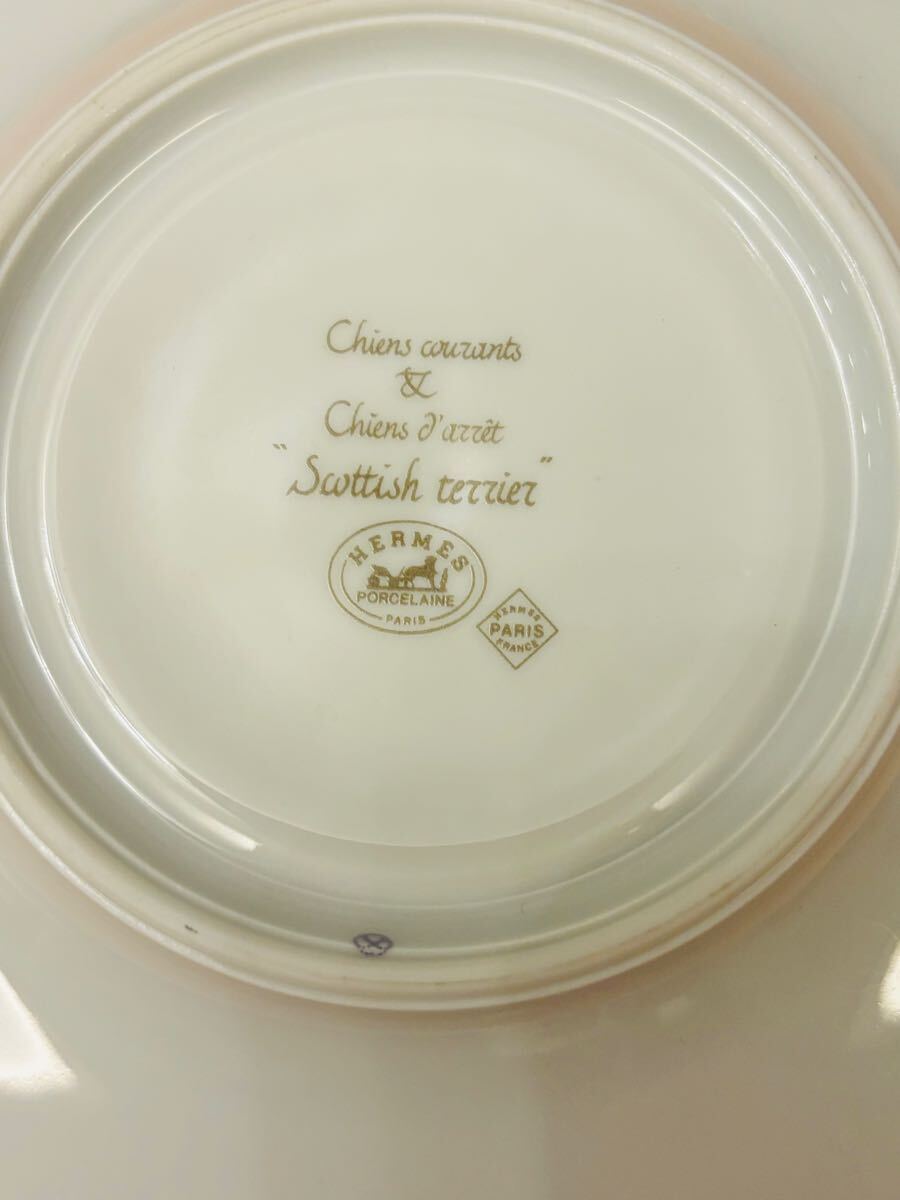 Chiens courants
&
Chiens d'arrêt
"Scottish terrier"
HERMES
PORCELAINE
PARIS
HERMES
PARIS
FRANCE